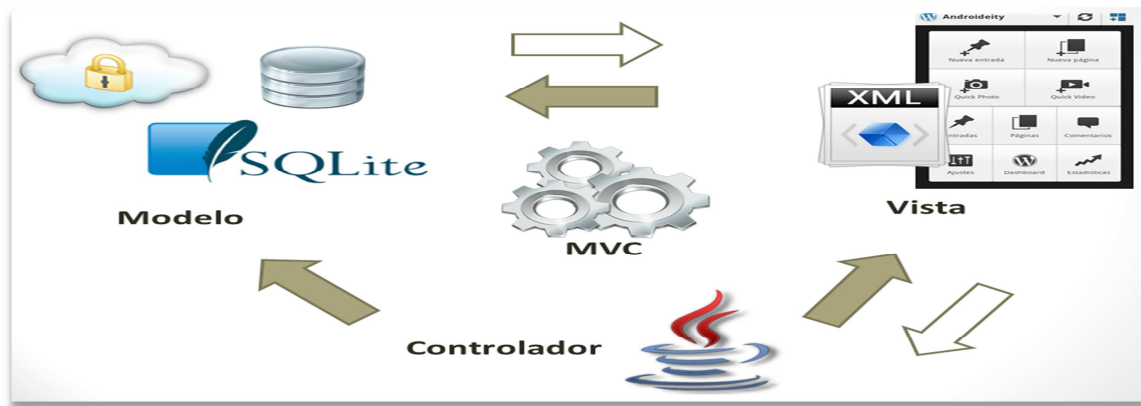 Androideity
Nueva entrada
Nueva página
Quick Photo
Quick Video
XML
Entradas
Páginas
Comentarios
Ajustes
Dashboard
Estadísticas
SQLite
Modelo
Vista
MVC
Controlador